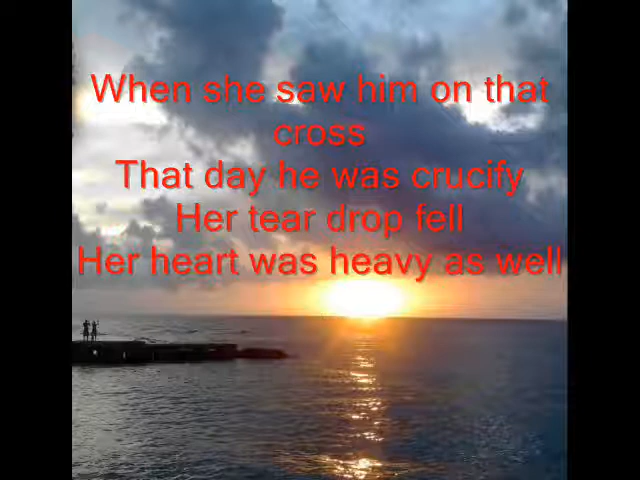 When she saw him on that
cross
That day he was crucify
Her tear drop fell
Her heart was heavy as well